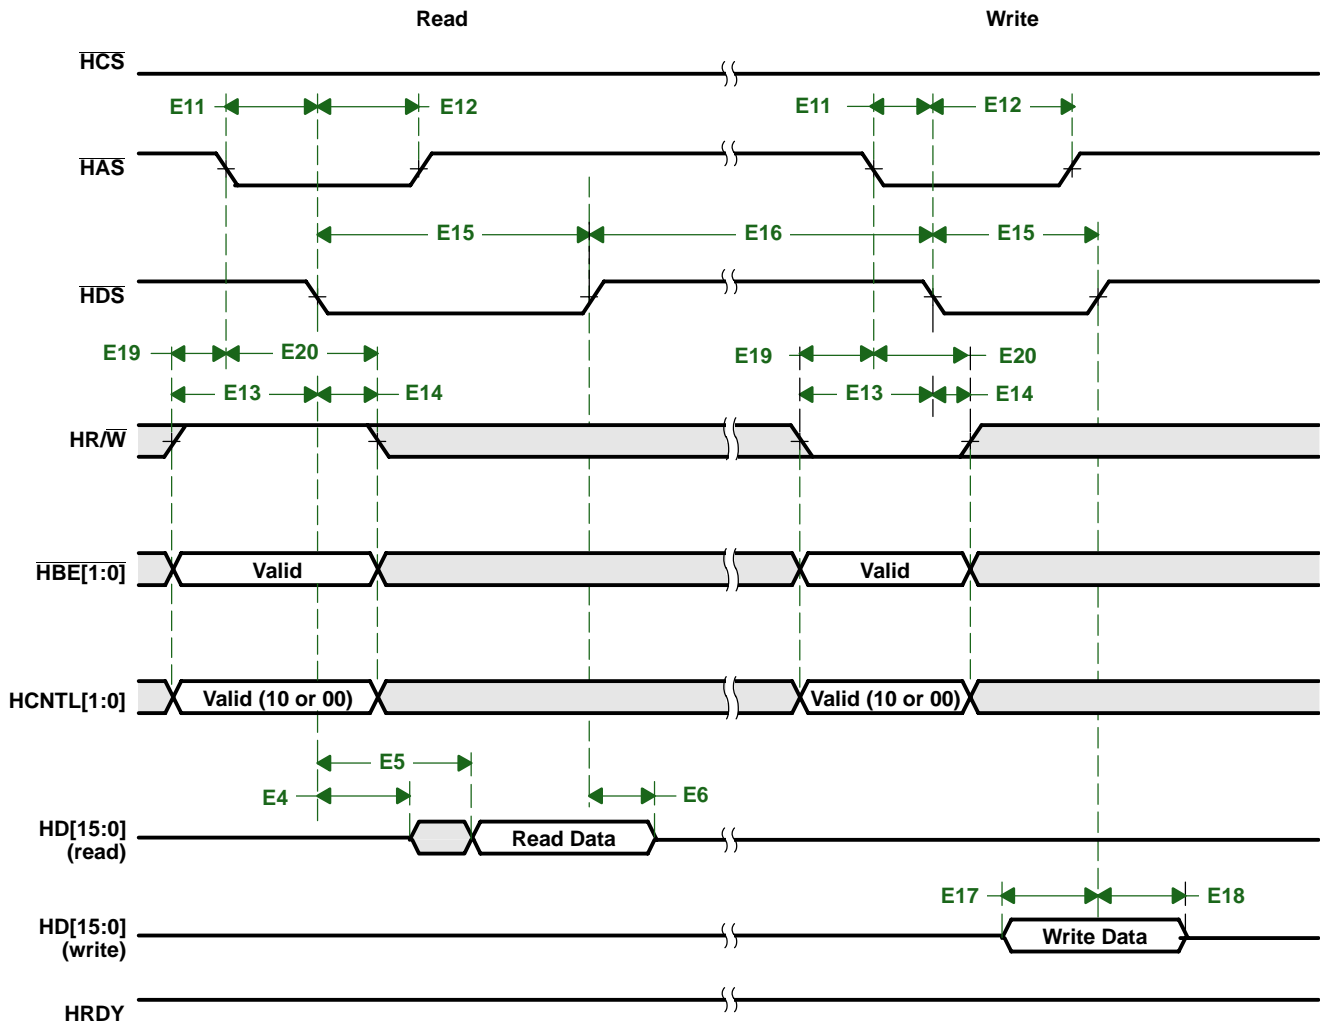 Read Write
HCS
E11 E12 E11 E12
HAS
E15 E16 E15
HDS
E19 E20 E19 E20
E13 E14 E13 E14
HR/W
HBE[1:0] Valid Valid
HCNTL[1:0] Valid (10 or 00) Valid (10 or 00)
E5
E4 E6
HD[15:0]
(read) Read Data
E17 E18
HD[15:0]
(write) Write Data
HRDY